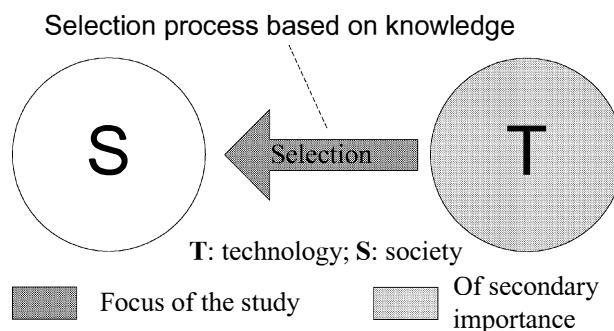 Selection process based on knowledge
S
Selection
T
T: technology; S: society
Focus of the study
Of secondary
importance